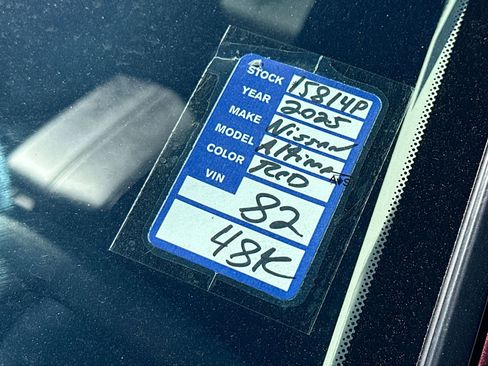 STOCK 15814P
YEAR 2025
MAKE Nissan
MODEL Altima
COLOR RED
VIN
82
48K